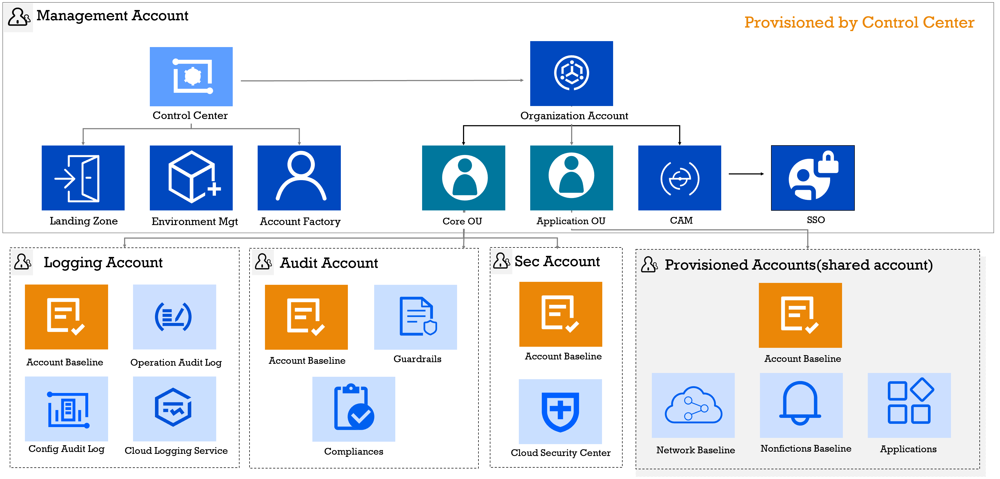 Management Account
Provisioned by Control Center
Control Center
Organization Account
Landing Zone
Environment Mgt
Account Factory
Core OU
Application OU
CAM
SSO
Logging Account
Account Baseline
Operation Audit Log
Config Audit Log
Cloud Logging Service
Audit Account
Account Baseline
Guardrails
Compliances
Sec Account
Account Baseline
Cloud Security Center
Provisioned Accounts(shared account)
Account Baseline
Network Baseline
Nonfictions Baseline
Applications